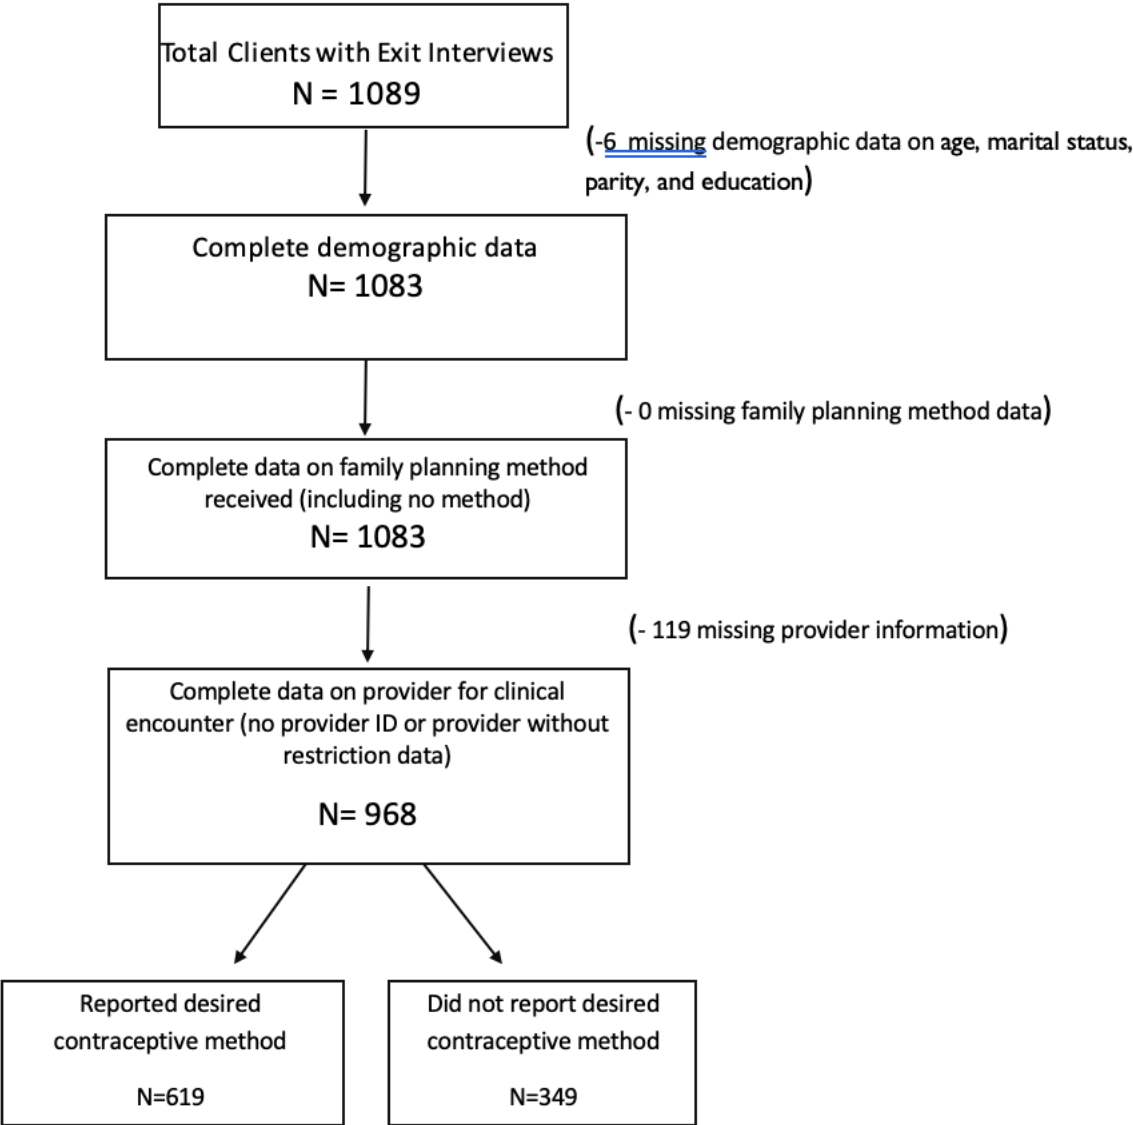 Total Clients with Exit Interviews
N = 1089
(-6 missing demographic data on age, marital status,
parity, and education)
Complete demographic data
N= 1083
(- 0 missing family planning method data)
Complete data on family planning method
received (including no method)
N= 1083
(- 119 missing provider information)
Complete data on provider for clinical
encounter (no provider ID or provider without
restriction data)
N= 968
Reported desired
contraceptive method
N=619
Did not report desired
contraceptive method
N=349